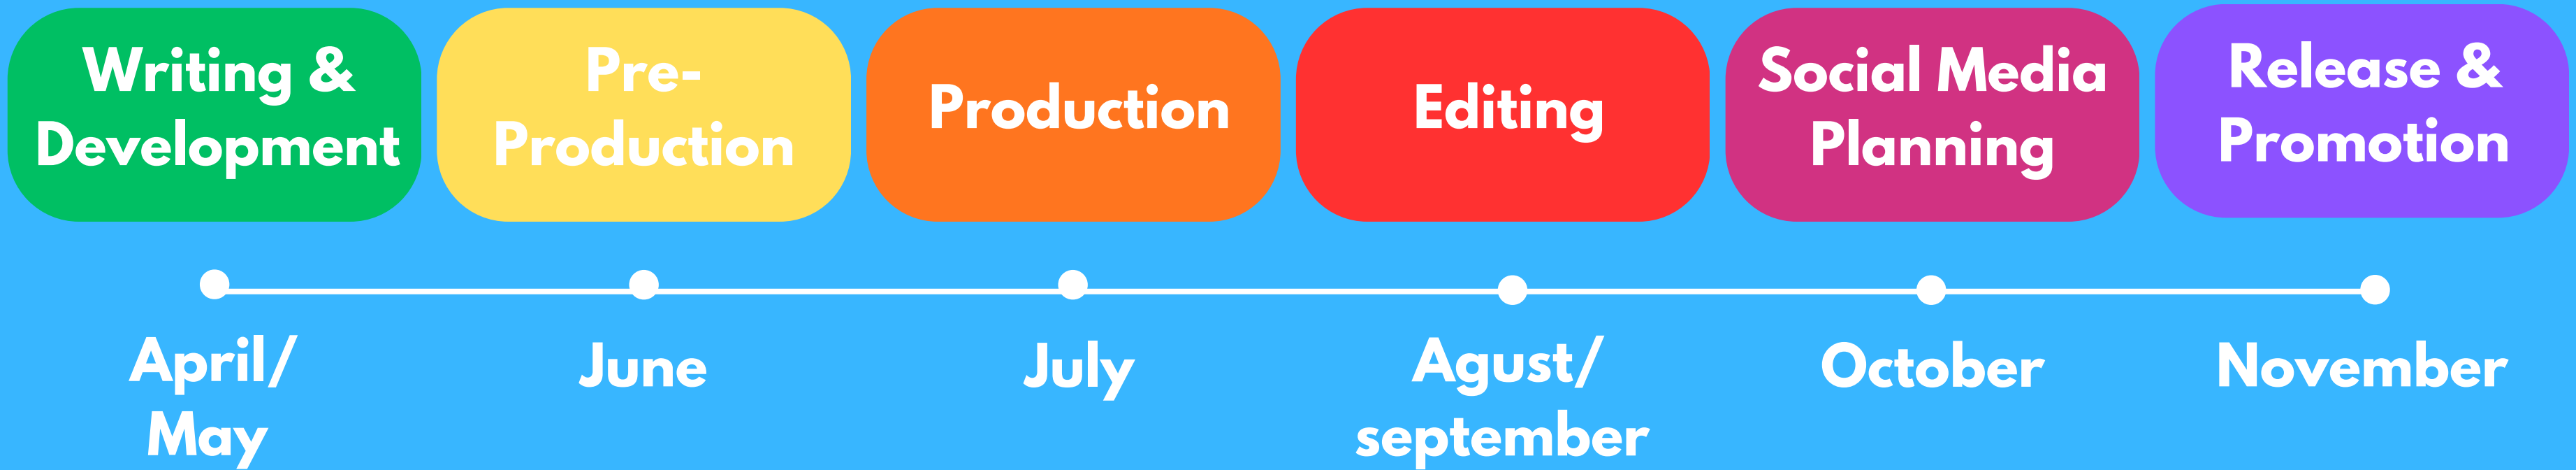 Writing &
Development
Pre-
Production
Production
Editing
Social Media
Planning
Release &
Promotion
April/
May
June
July
Agust/
september
October
November